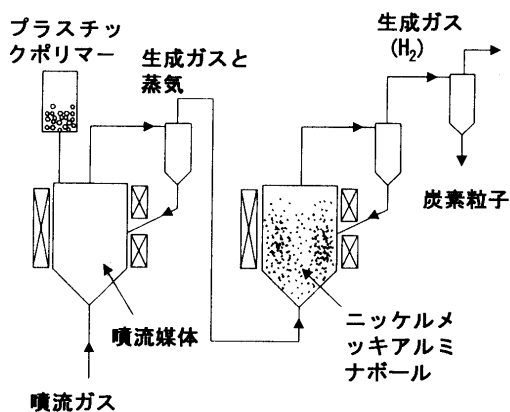 プラスチッ
クポリマー
生成ガスと
蒸気
生成ガス
(H₂)
炭素粒子
噴流媒体
ニッケルメ
ッキアルミ
ナボール
噴流ガス